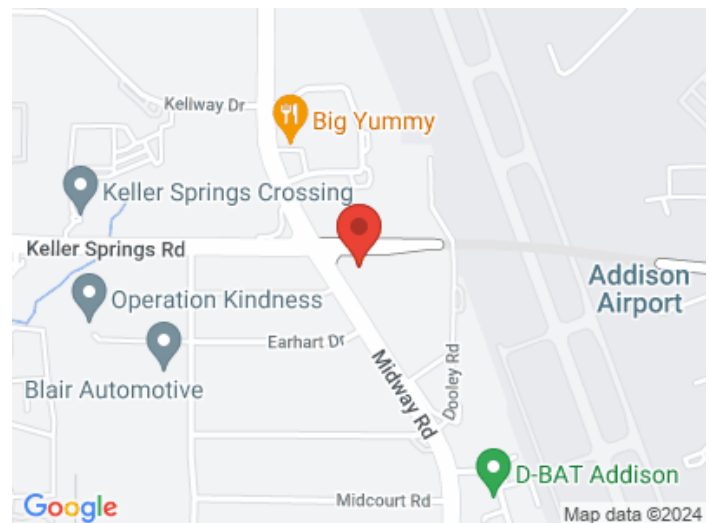 Keliway Dr
Big Yummy
Keller Springs Crossing
Keller Springs Rd
Addison
Airport
Operation Kindness
Earhart Dr
Blair Automotive
Midway Rd
Dooley Rd
D-BAT Addison
Midcourt Rd
Google
Map data ©2024